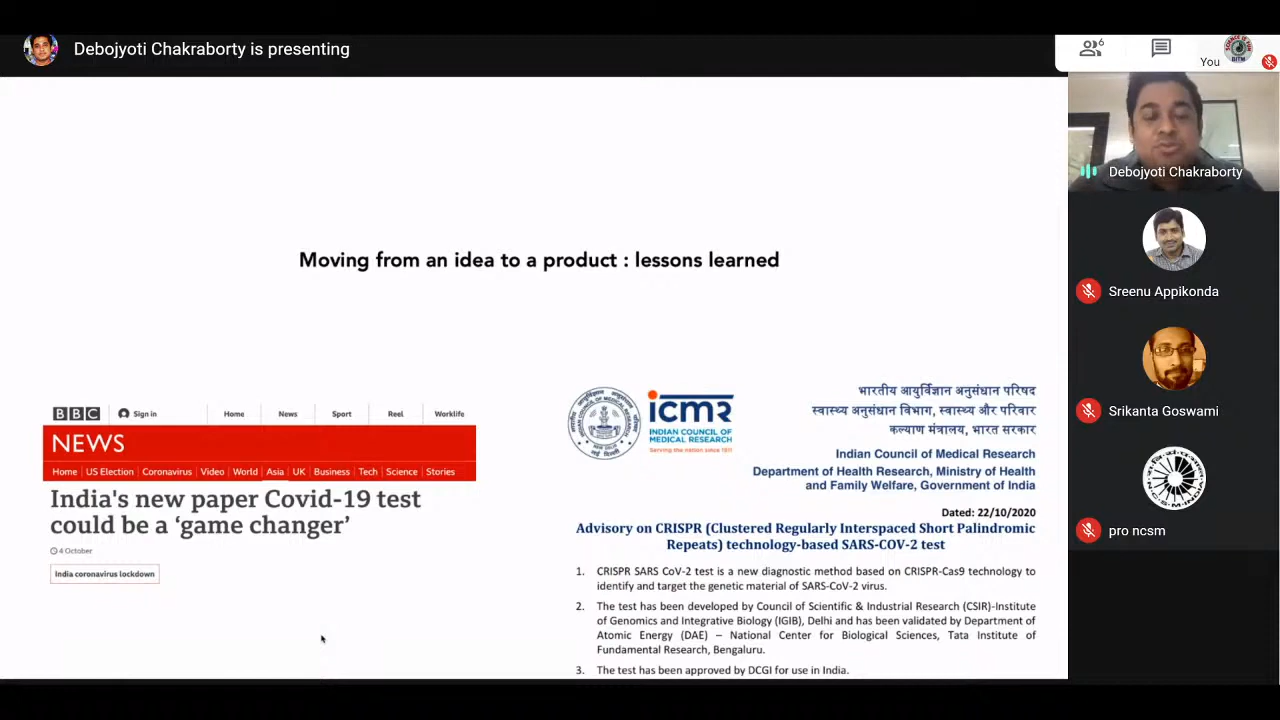 Debojyoti Chakraborty is presenting
6
You
Debojyoti Chakraborty
Sreenu Appikonda
Srikanta Goswami
pro ncsm
Moving from an idea to a product : lessons learned
BBC Sign in Home News Sport Reel Worklife
NEWS
Home US Election Coronavirus Video World Asia UK Business Tech Science Stories
India's new paper Covid-19 test
could be a ‘game changer’
4 October
India coronavirus lockdown
icmr
INDIAN COUNCIL OF
MEDICAL RESEARCH
Serving the nation since 1911
भारतीय आयुर्विज्ञान अनुसंधान परिषद
स्वास्थ्य अनुसंधान विभाग, स्वास्थ्य और परिवार
कल्याण मंत्रालय, भारत सरकार
Indian Council of Medical Research
Department of Health Research, Ministry of Health
and Family Welfare, Government of India
Dated: 22/10/2020
Advisory on CRISPR (Clustered Regularly Interspaced Short Palindromic
Repeats) technology-based SARS-COV-2 test
1. CRISPR SARS CoV-2 test is a new diagnostic method based on CRISPR-Cas9 technology to
identify and target the genetic material of SARS-CoV-2 virus.
2. The test has been developed by Council of Scientific & Industrial Research (CSIR)-Institute
of Genomics and Integrative Biology (IGIB), Delhi and has been validated by Department of
Atomic Energy (DAE) – National Center for Biological Sciences, Tata Institute of
Fundamental Research, Bengaluru.
3. The test has been approved by DCGI for use in India.